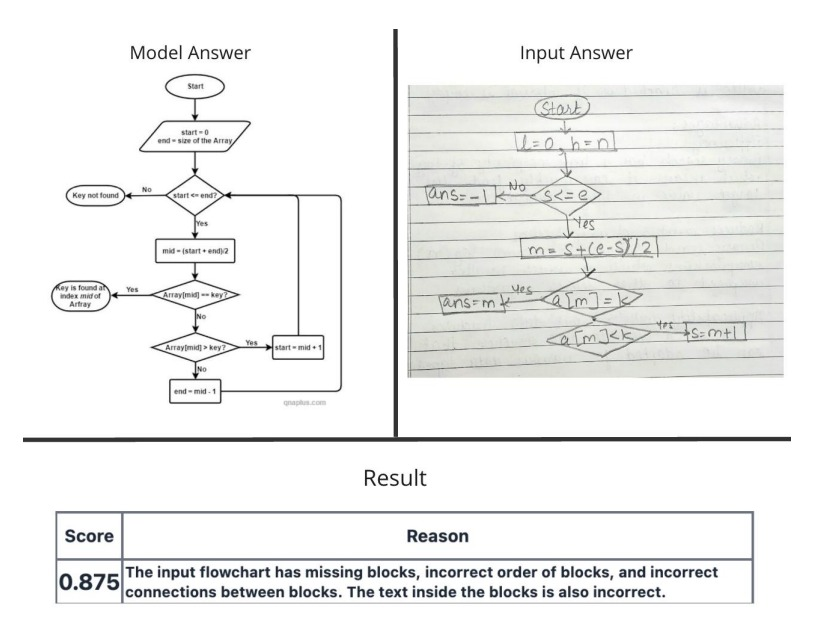 Model Answer
Start
start = 0
end = size of the Array
start <= end?
No
Key not found
Yes
mid = (start + end)/2
Array[mid] == key?
Yes
Key is found at
index mid of
Arfray
No
Array[mid] > key?
Yes
start = mid + 1
No
end = mid - 1
qnaplus.com
Input Answer
Start
l=0, h=n
s<=e
No
ans=-1
Yes
m= s+(e-s)/2
a[m]=k
Yes
ans=m
a[m]<k
Yes
s=m+1
Result
Score Reason
0.875 The input flowchart has missing blocks, incorrect order of blocks, and incorrect
connections between blocks. The text inside the blocks is also incorrect.